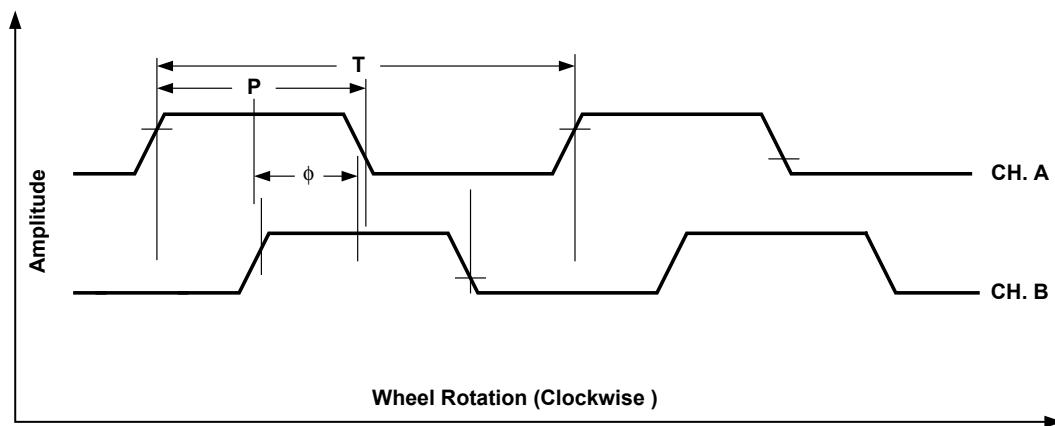 T
P
CH. A
ϕ
Amplitude
CH. B
Wheel Rotation (Clockwise )